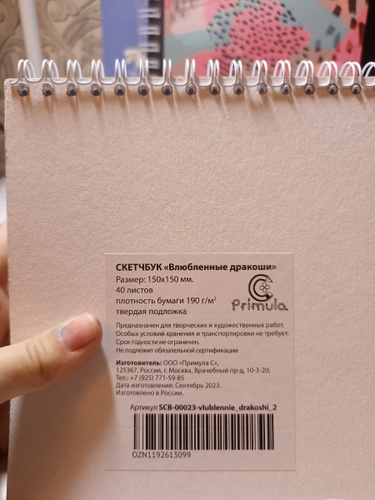 СКЕТЧБУК «Влюбленные дракоши»
Размер: 150x150 мм.
40 листов
плотность бумаги 190 г/м²
твердая подложка
Primula
Предназначен для творческих и художественных работ.
Особых условий хранения и транспортировки не требует.
Срок годности не ограничен.
Не подлежит обязательной сертификации
Изготовитель: ООО «Примула С»,
125367, Россия, г. Москва, Врачебный пр-д, 10-3-20;
Тел.: +7 (925) 771-59-85
Дата изготовления: Сентябрь 2023.
Изготовлено в России.
Артикул SCB-00023-vlublennie_drakoshi_2
OZN1192613099